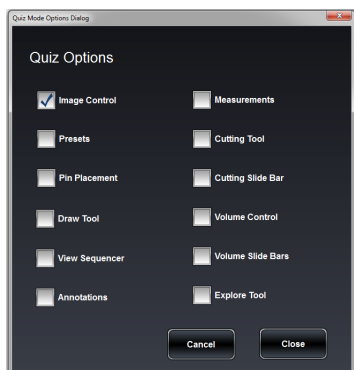 Quiz Mode Options Dialog
Quiz Options
Image Control
Measurements
Presets
Cutting Tool
Pin Placement
Cutting Slide Bar
Draw Tool
Volume Control
View Sequencer
Volume Slide Bars
Annotations
Explore Tool
Cancel
Close